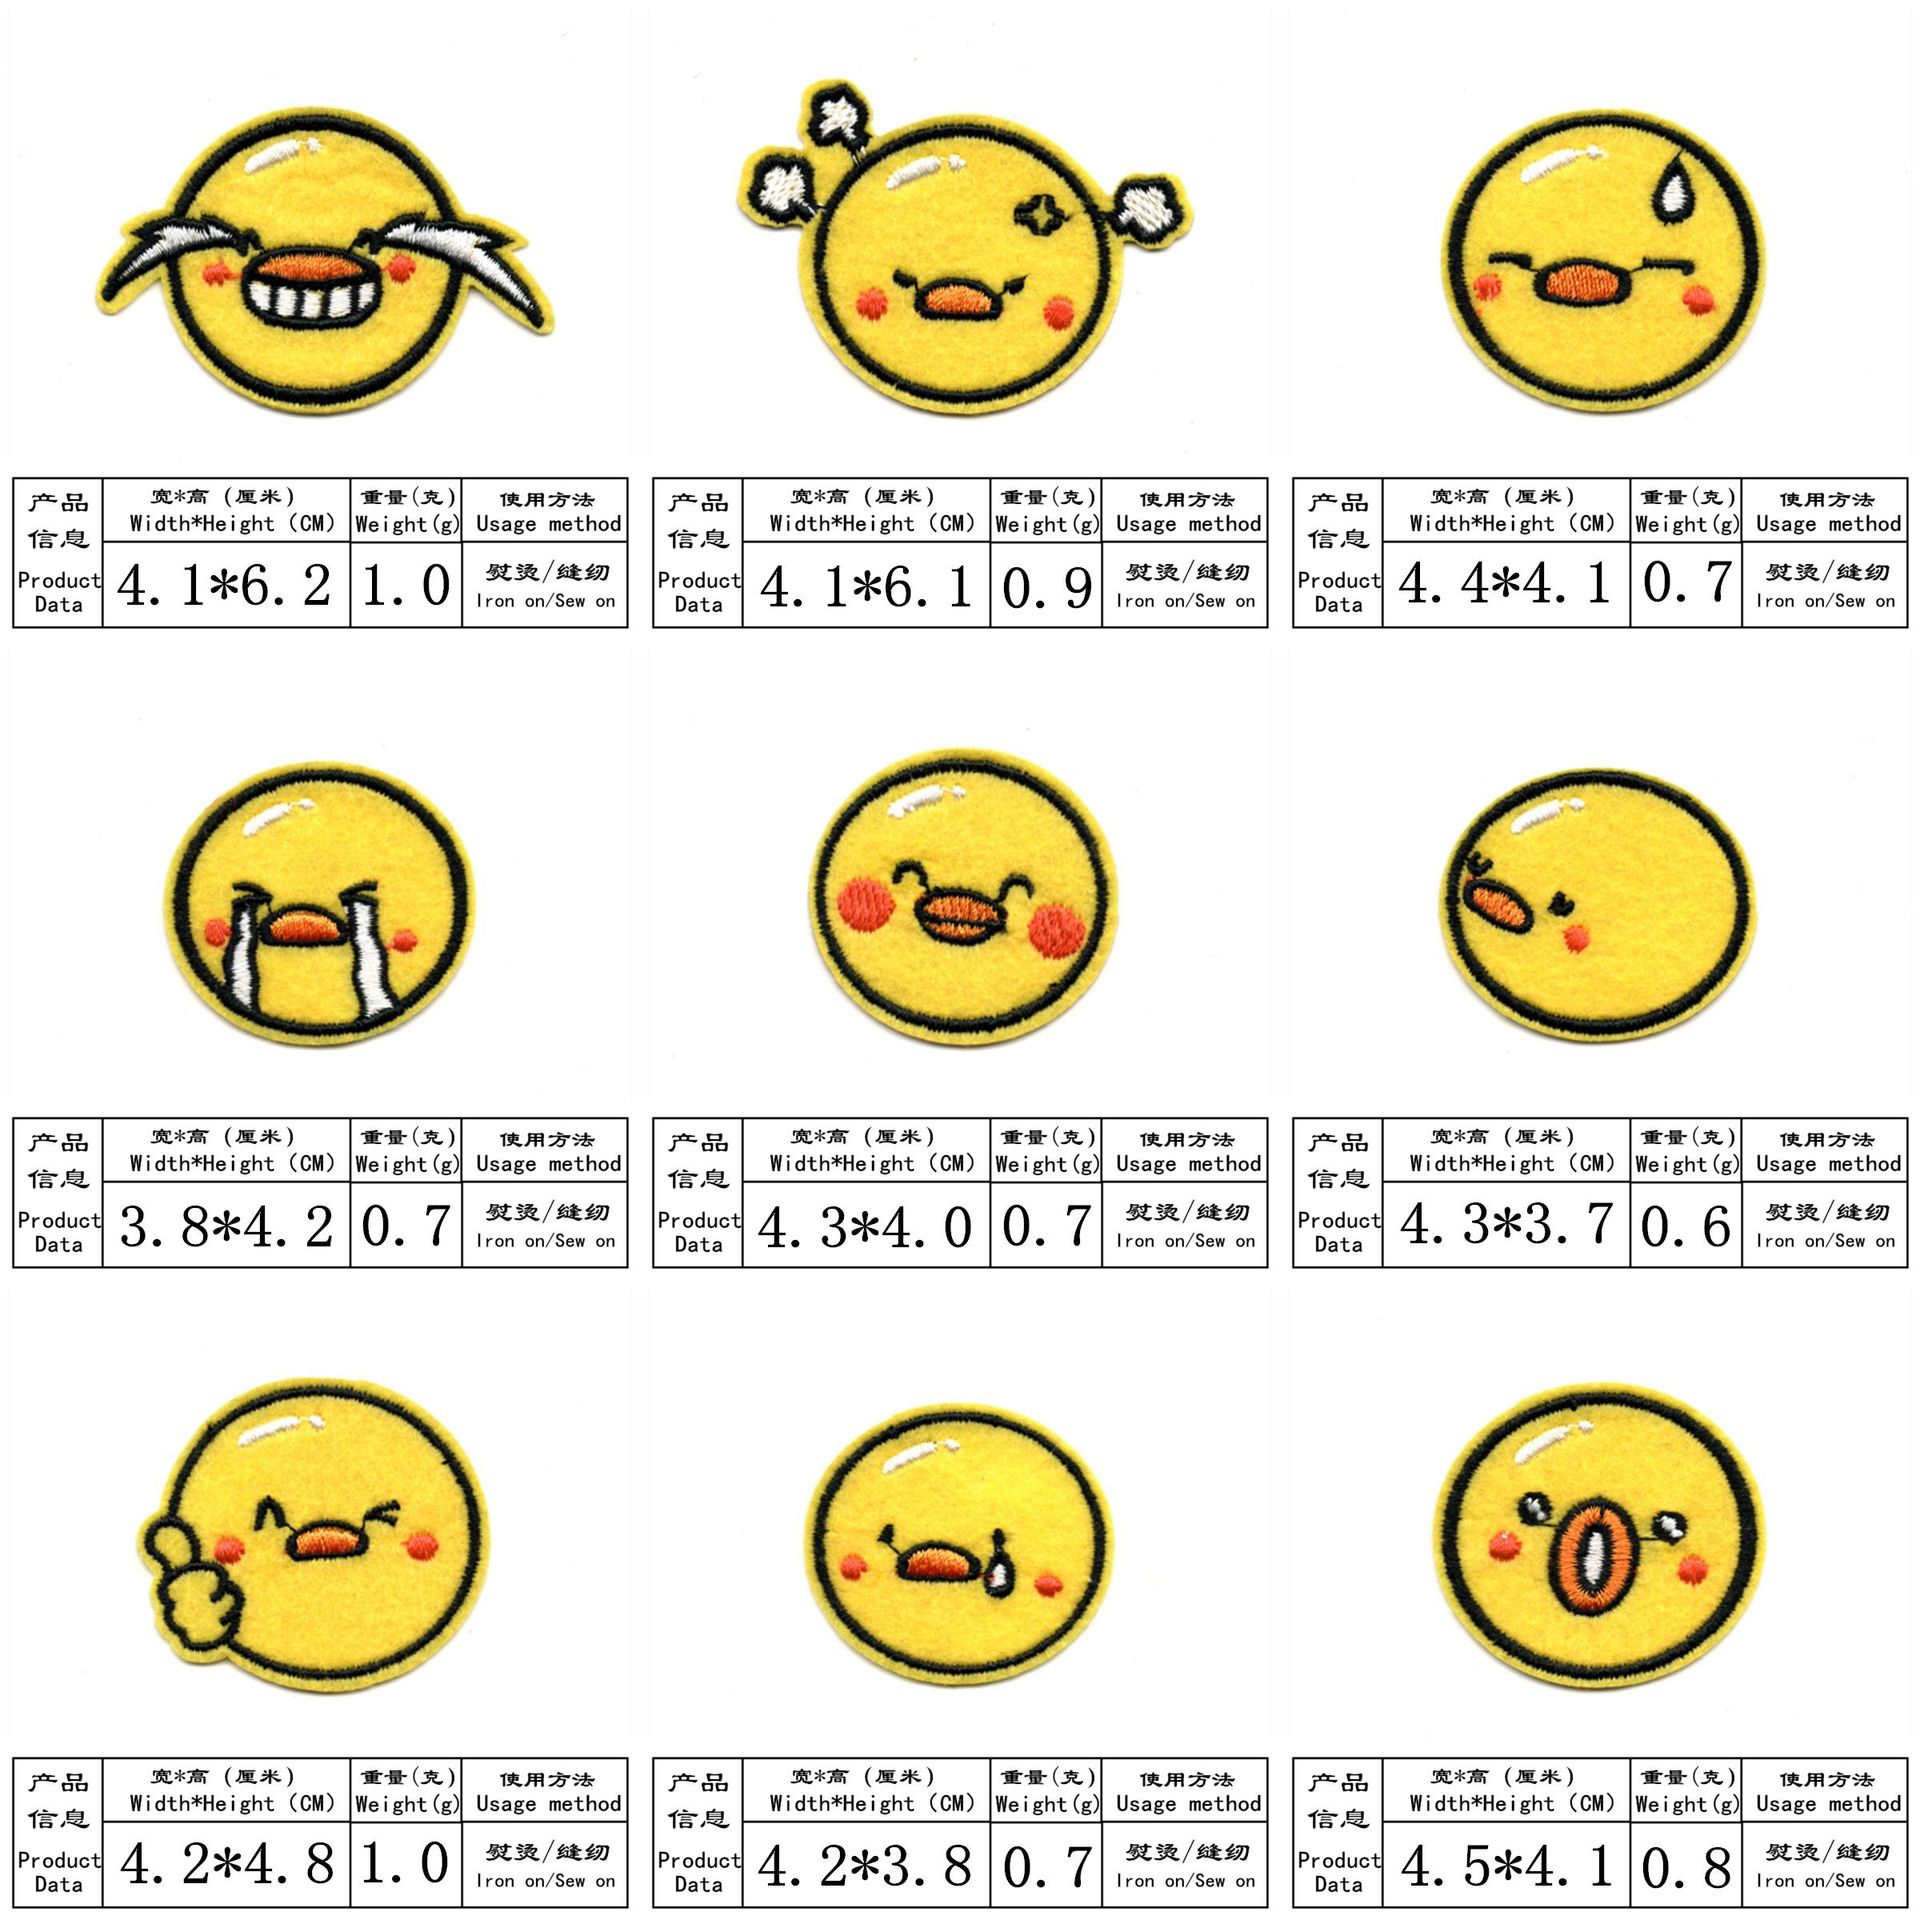 产品
信息
Product
Data
宽*高 (厘米)
Width*Height (CM)
4. 1*6. 2
重量(克)
Weight(g)
1. 0
使用方法
Usage method
熨烫/缝纫
Iron on/Sew on
产品
信息
Product
Data
宽*高 (厘米)
Width*Height (CM)
4. 1*6. 1
重量(克)
Weight(g)
0. 9
使用方法
Usage method
熨烫/缝纫
Iron on/Sew on
产品
信息
Product
Data
宽*高 (厘米)
Width*Height (CM)
4. 4*4. 1
重量(克)
Weight(g)
0. 7
使用方法
Usage method
熨烫/缝纫
Iron on/Sew on
产品
信息
Product
Data
宽*高 (厘米)
Width*Height (CM)
3. 8*4. 2
重量(克)
Weight(g)
0. 7
使用方法
Usage method
熨烫/缝纫
Iron on/Sew on
产品
信息
Product
Data
宽*高 (厘米)
Width*Height (CM)
4. 3*4. 0
重量(克)
Weight(g)
0. 7
使用方法
Usage method
熨烫/缝纫
Iron on/Sew on
产品
信息
Product
Data
宽*高 (厘米)
Width*Height (CM)
4. 3*3. 7
重量(克)
Weight(g)
0. 6
使用方法
Usage method
熨烫/缝纫
Iron on/Sew on
产品
信息
Product
Data
宽*高 (厘米)
Width*Height (CM)
4. 2*4. 8
重量(克)
Weight(g)
1. 0
使用方法
Usage method
熨烫/缝纫
Iron on/Sew on
产品
信息
Product
Data
宽*高 (厘米)
Width*Height (CM)
4. 2*3. 8
重量(克)
Weight(g)
0. 7
使用方法
Usage method
熨烫/缝纫
Iron on/Sew on
产品
信息
Product
Data
宽*高 (厘米)
Width*Height (CM)
4. 5*4. 1
重量(克)
Weight(g)
0. 8
使用方法
Usage method
熨烫/缝纫
Iron on/Sew on